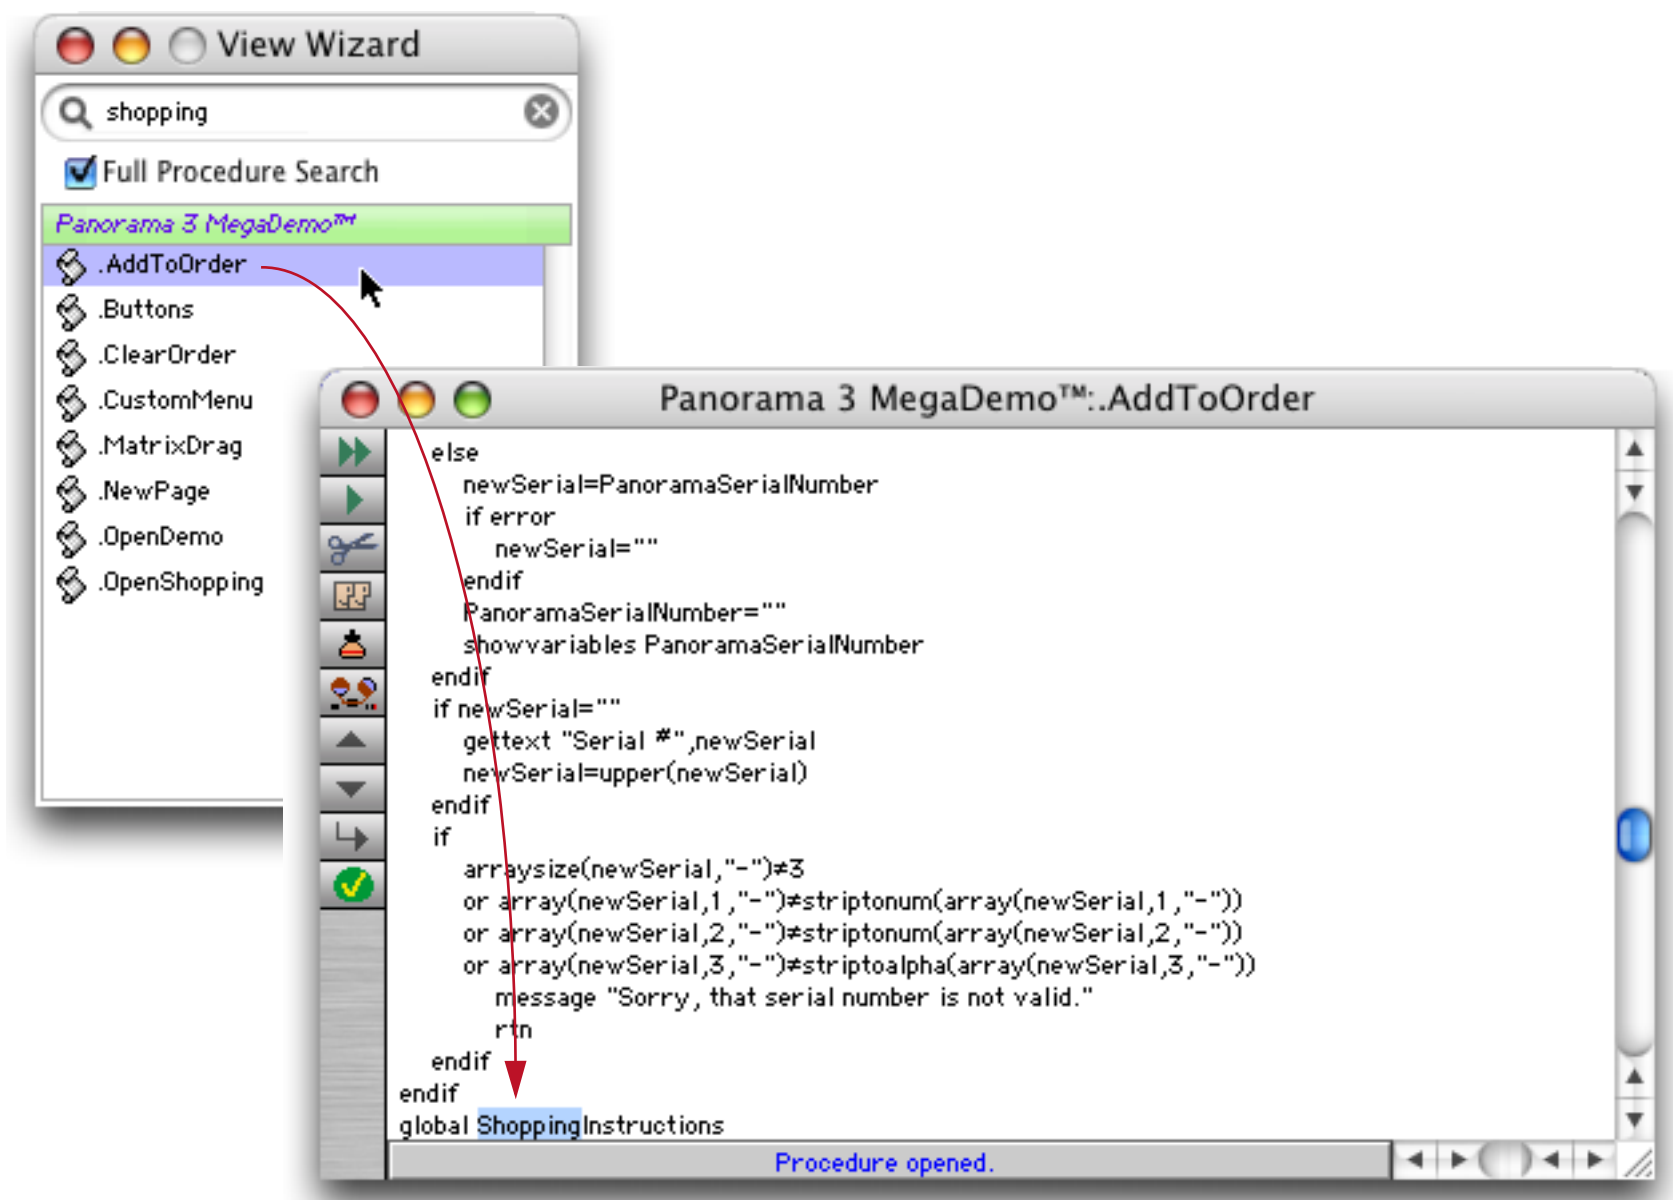 View Wizard
shopping
Full Procedure Search
Panorama 3 MegaDemo™
.AddToOrder
.Buttons
.ClearOrder
.CustomMenu
.MatrixDrag
.NewPage
.OpenDemo
.OpenShopping
Panorama 3 MegaDemo™:.AddToOrder
else
newSerial=PanoramaSerialNumber
if error
newSerial=""
endif
PanoramaSerialNumber=""
showvariables PanoramaSerialNumber
endif
if newSerial=""
gettext "Serial #",newSerial
newSerial=upper(newSerial)
endif
if
arraysize(newSerial,"-")≠3
or array(newSerial,1,"-")≠striptonum(array(newSerial,1,"-"))
or array(newSerial,2,"-")≠striptonum(array(newSerial,2,"-"))
or array(newSerial,3,"-")≠striptoalpha(array(newSerial,3,"-"))
message "Sorry, that serial number is not valid."
rtn
endif
endif
global ShoppingInstructions
Procedure opened.